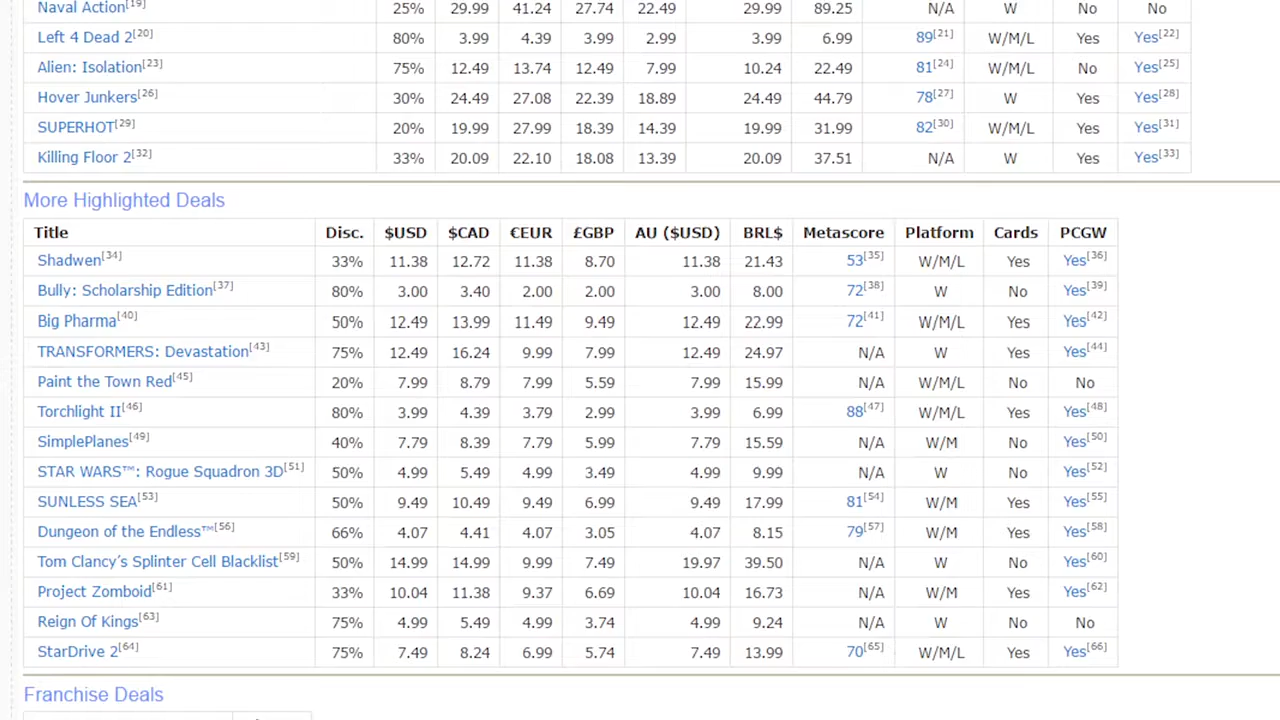 Naval Action[19] 25% 29.99 41.24 27.74 22.49 29.99 89.25 N/A W No No
Left 4 Dead 2[20] 80% 3.99 4.39 3.99 2.99 3.99 6.99 89[21] W/M/L Yes Yes[22]
Alien: Isolation[23] 75% 12.49 13.74 12.49 7.99 10.24 22.49 81[24] W/M/L No Yes[25]
Hover Junkers[26] 30% 24.49 27.08 22.39 18.89 24.49 44.79 78[27] W Yes Yes[28]
SUPERHOT[29] 20% 19.99 27.99 18.39 14.39 19.99 31.99 82[30] W/M/L Yes Yes[31]
Killing Floor 2[32] 33% 20.09 22.10 18.08 13.39 20.09 37.51 N/A W Yes Yes[33]
More Highlighted Deals
Title Disc. $USD $CAD €EUR £GBP AU ($USD) BRL$ Metascore Platform Cards PCGW
Shadwen[34] 33% 11.38 12.72 11.38 8.70 11.38 21.43 53[35] W/M/L Yes Yes[36]
Bully: Scholarship Edition[37] 80% 3.00 3.40 2.00 2.00 3.00 8.00 72[38] W No Yes[39]
Big Pharma[40] 50% 12.49 13.99 11.49 9.49 12.49 22.99 72[41] W/M/L Yes Yes[42]
TRANSFORMERS: Devastation[43] 75% 12.49 16.24 9.99 7.99 12.49 24.97 N/A W Yes Yes[44]
Paint the Town Red[45] 20% 7.99 8.79 7.99 5.59 7.99 15.99 N/A W/M/L No No
Torchlight II[46] 80% 3.99 4.39 3.79 2.99 3.99 6.99 88[47] W/M/L Yes Yes[48]
SimplePlanes[49] 40% 7.79 8.39 7.79 5.99 7.79 15.59 N/A W/M No Yes[50]
STAR WARS™: Rogue Squadron 3D[51] 50% 4.99 5.49 4.99 3.49 4.99 9.99 N/A W No Yes[52]
SUNLESS SEA[53] 50% 9.49 10.49 9.49 6.99 9.49 17.99 81[54] W/M Yes Yes[55]
Dungeon of the Endless™[56] 66% 4.07 4.41 4.07 3.05 4.07 8.15 79[57] W/M Yes Yes[58]
Tom Clancy´s Splinter Cell Blacklist[59] 50% 14.99 14.99 9.99 7.49 19.97 39.50 N/A W No Yes[60]
Project Zomboid[61] 33% 10.04 11.38 9.37 6.69 10.04 16.73 N/A W/M Yes Yes[62]
Reign Of Kings[63] 75% 4.99 5.49 4.99 3.74 4.99 9.24 N/A W No No
StarDrive 2[64] 75% 7.49 8.24 6.99 5.74 7.49 13.99 70[65] W/M/L Yes Yes[66]
Franchise Deals